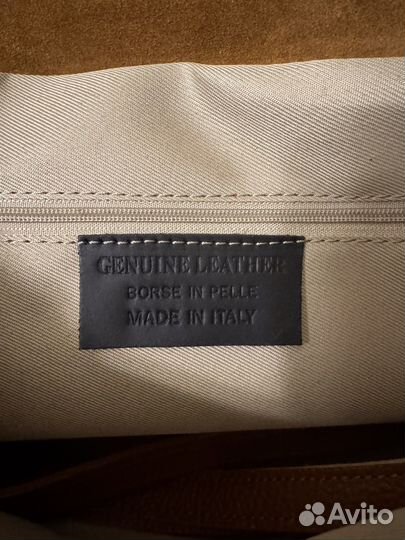 GENUINE LEATHER
BORSE IN PELLE
MADE IN ITALY
Avito